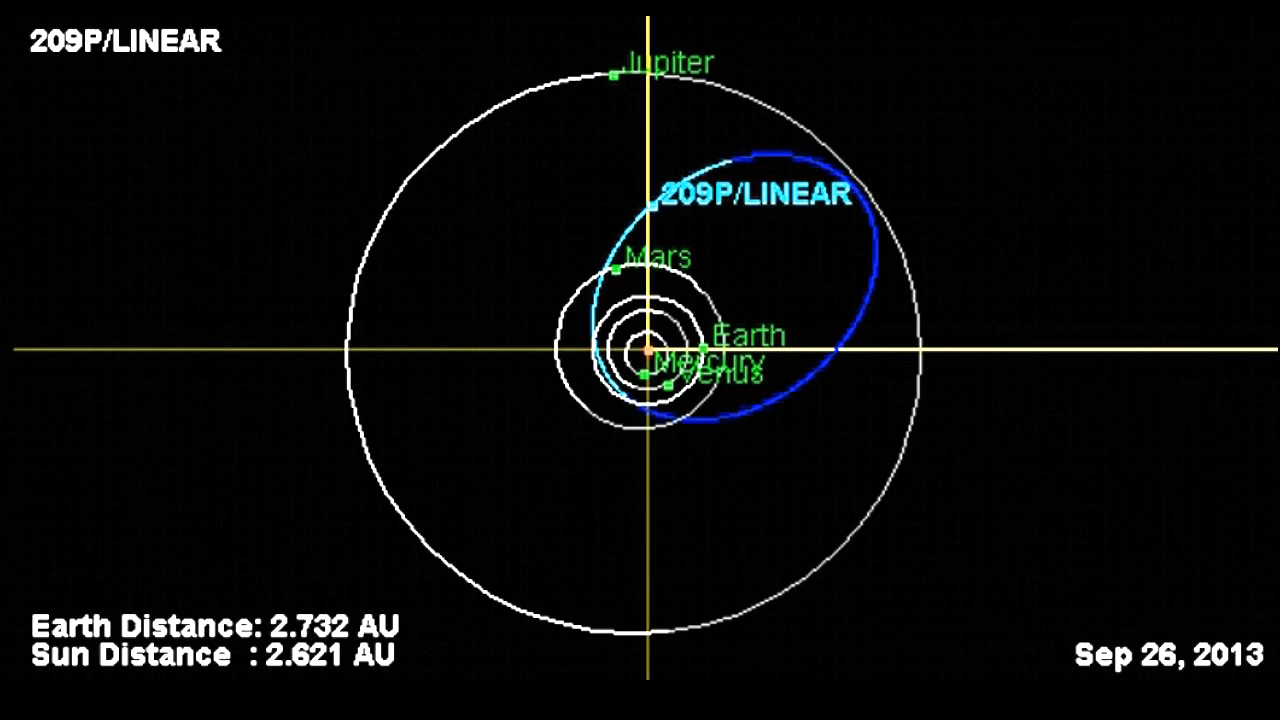 209P/LINEAR
Jupiter
209P/LINEAR
Mars
Earth
Mercury
Venus
Earth Distance: 2.732 AU
Sun Distance : 2.621 AU
Sep 26, 2013